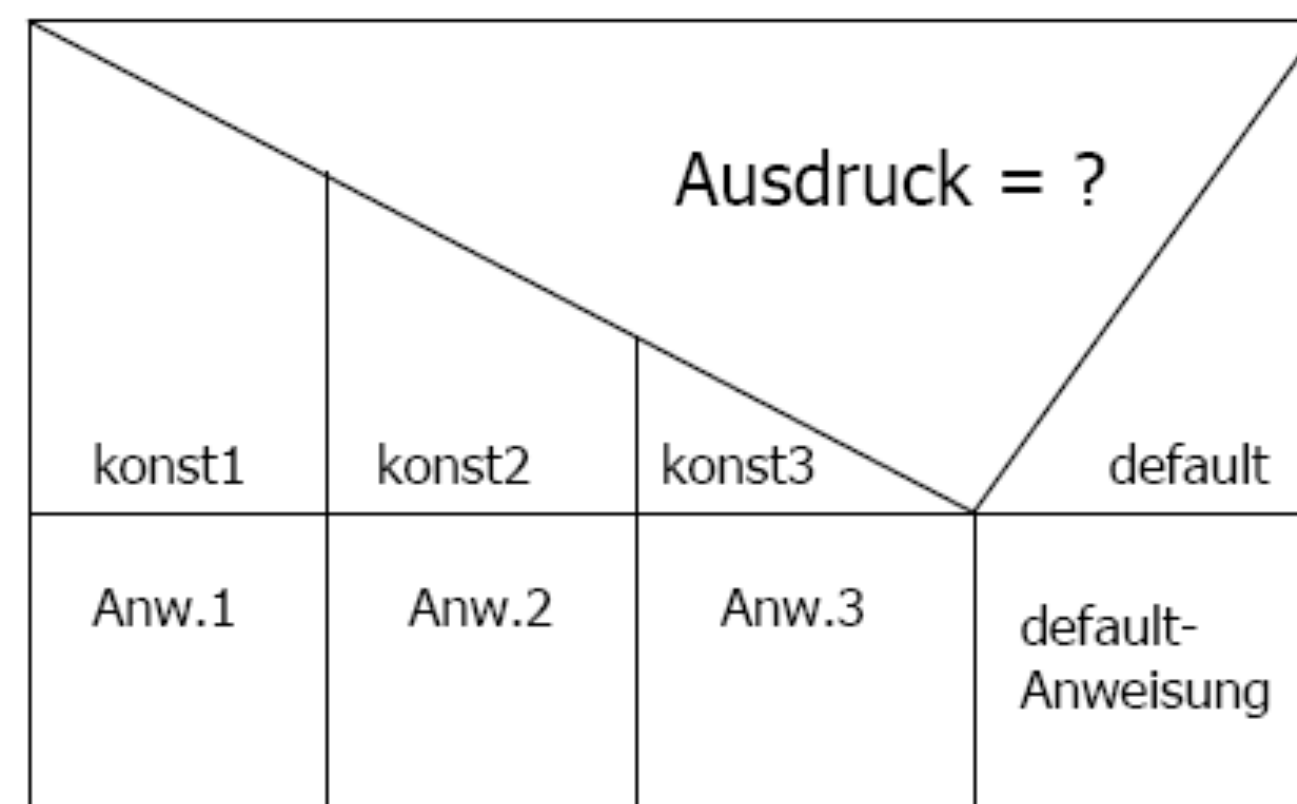 Ausdruck = ?
konst1
konst2
konst3
default
Anw.1
Anw.2
Anw.3
default-
Anweisung